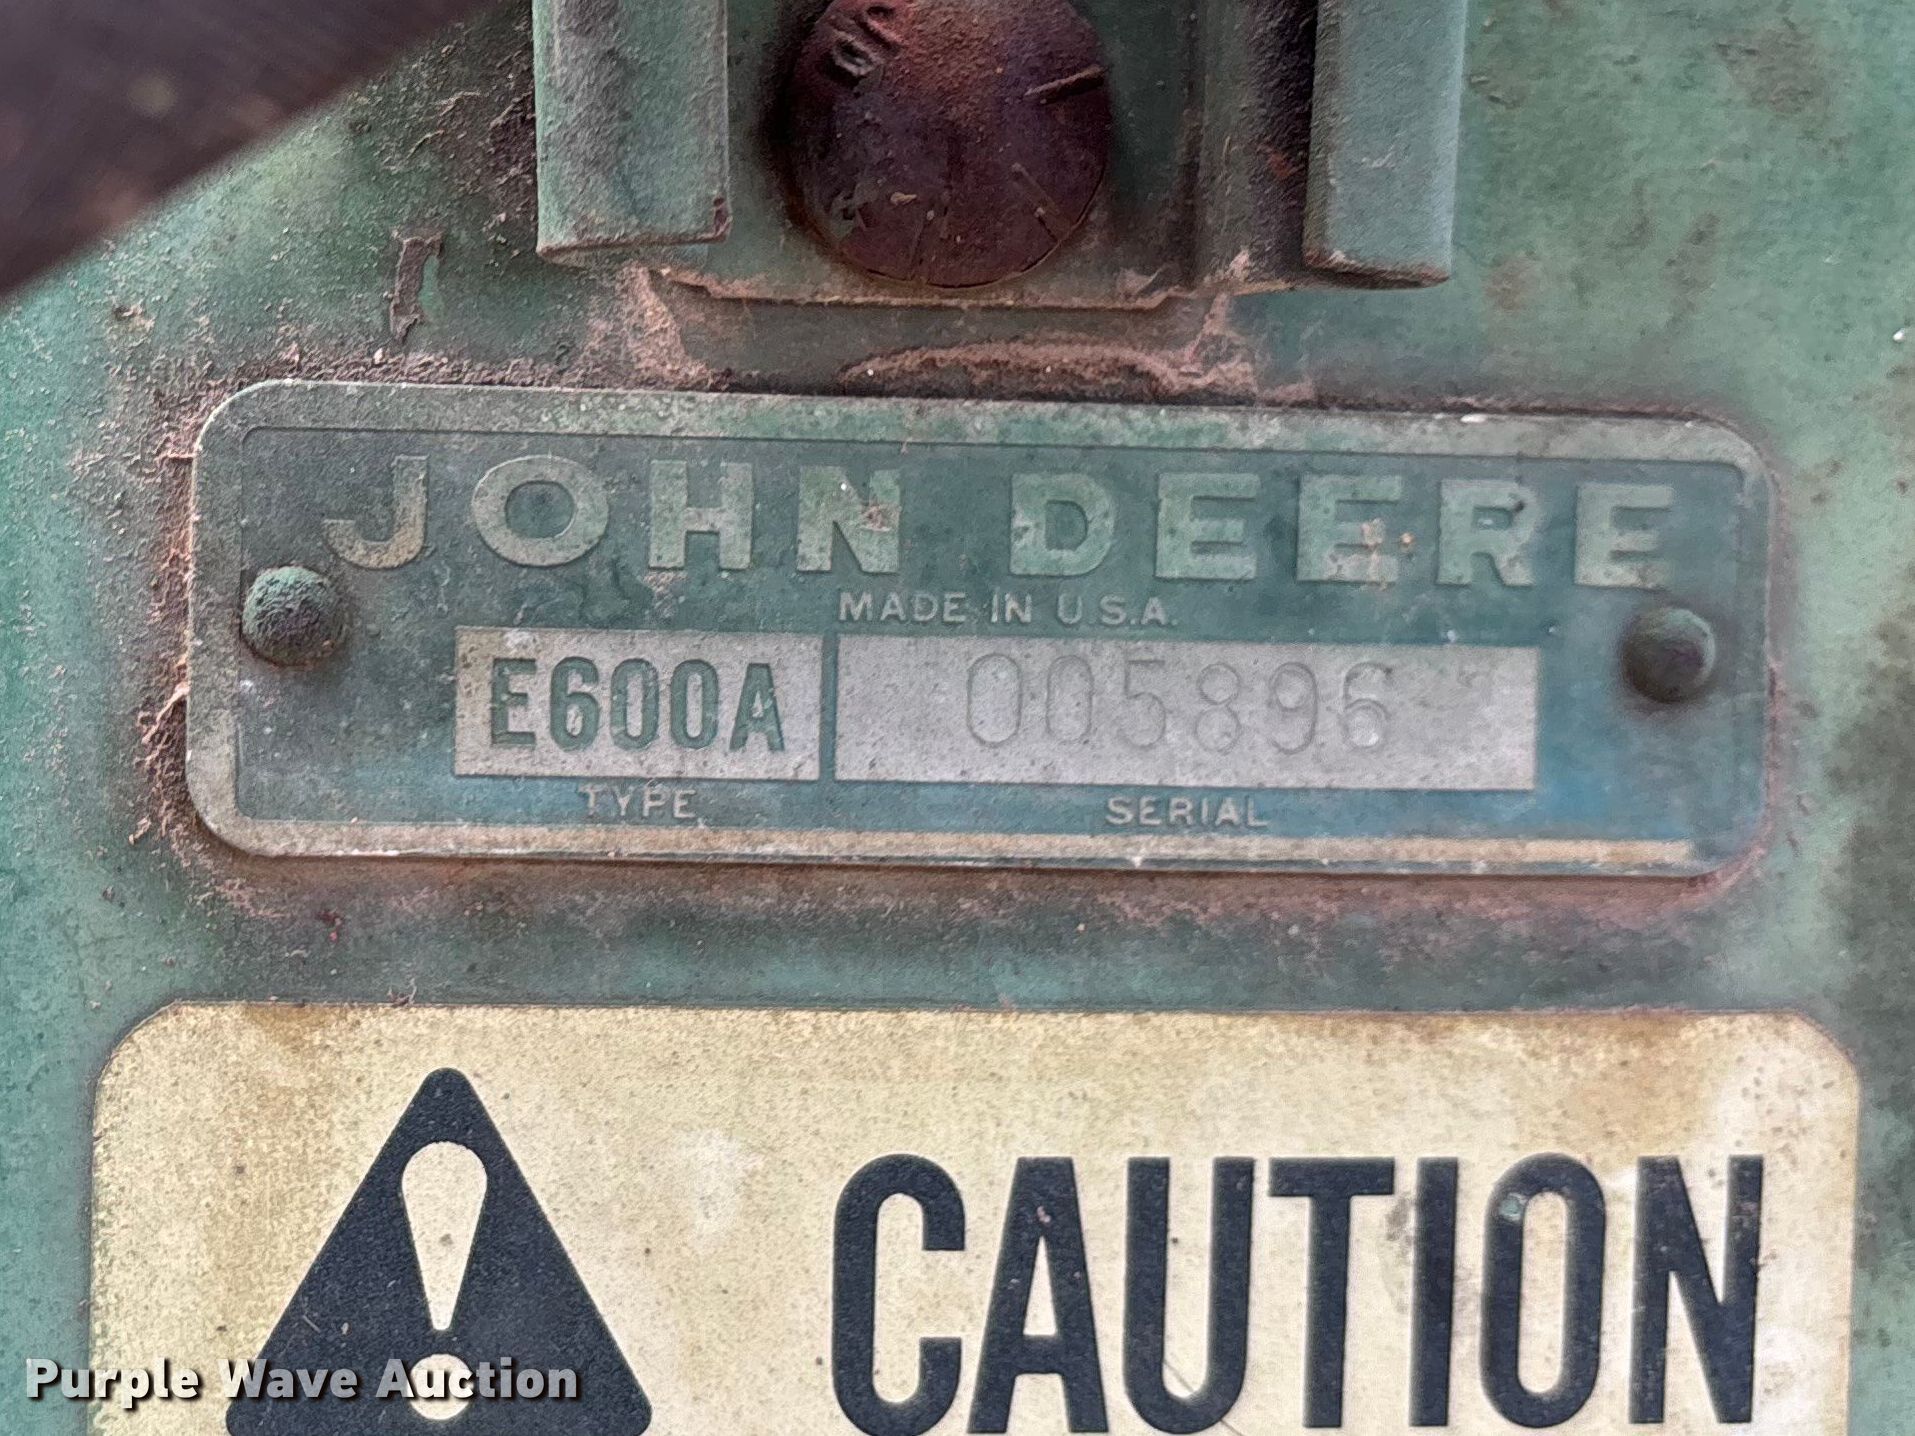 JOHN DEERE
MADE IN U.S.A.
E600A 005896
TYPE SERIAL
CAUTION
Purple Wave Auction